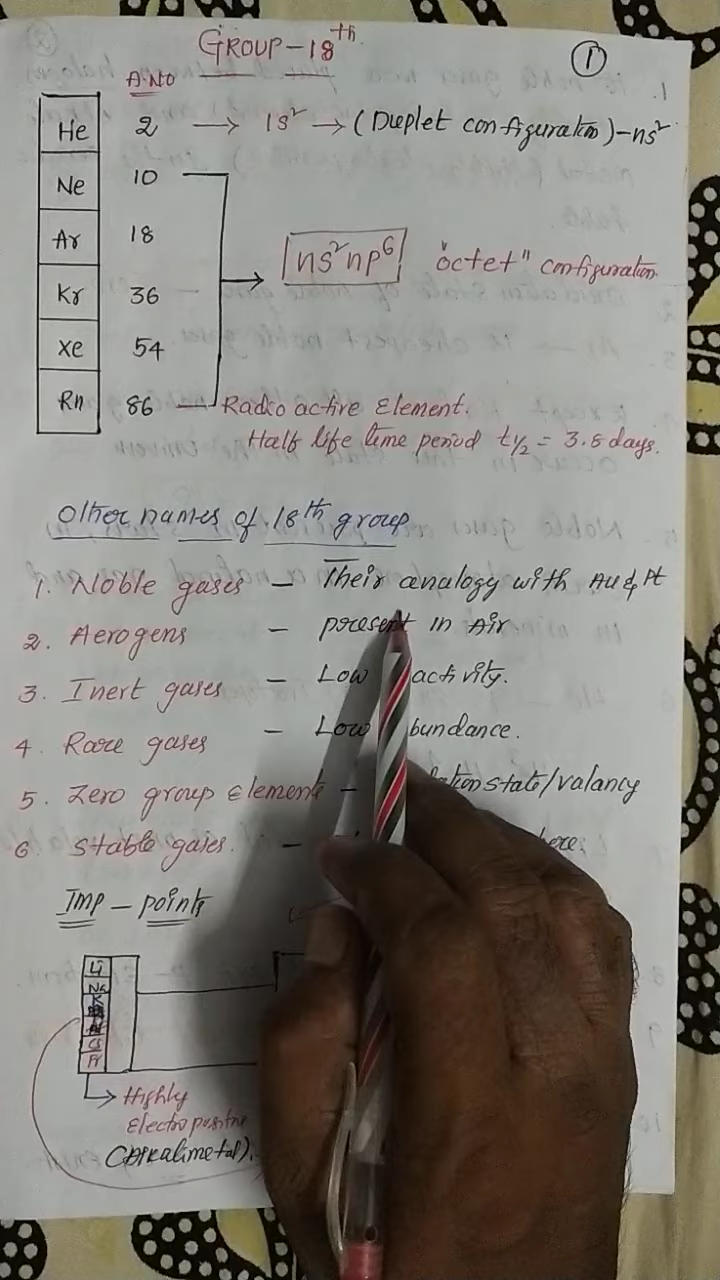 GROUP-18th
①
A.NO
He 2 → 1s² → (Duplet configuration)-ns²
Ne 10
Ar 18
ns²np⁶ "octet" configuration.
Kr 36
Xe 54
Rn 86 — Radio active Element.
Half life time period t½ = 3.8 days.
Other names of 18th group
1. Noble gases - Their analogy with Au & Pt
2. Aerogens - present in Air
3. Inert gases - Low activity.
4. Rare gases - Low bundance.
5. Zero group Elements - state/valancy
6 Stable gases. -
Imp - points
Li
Na
K
Cs
Fr
Highly
Electropositive
(Alkalimetal).